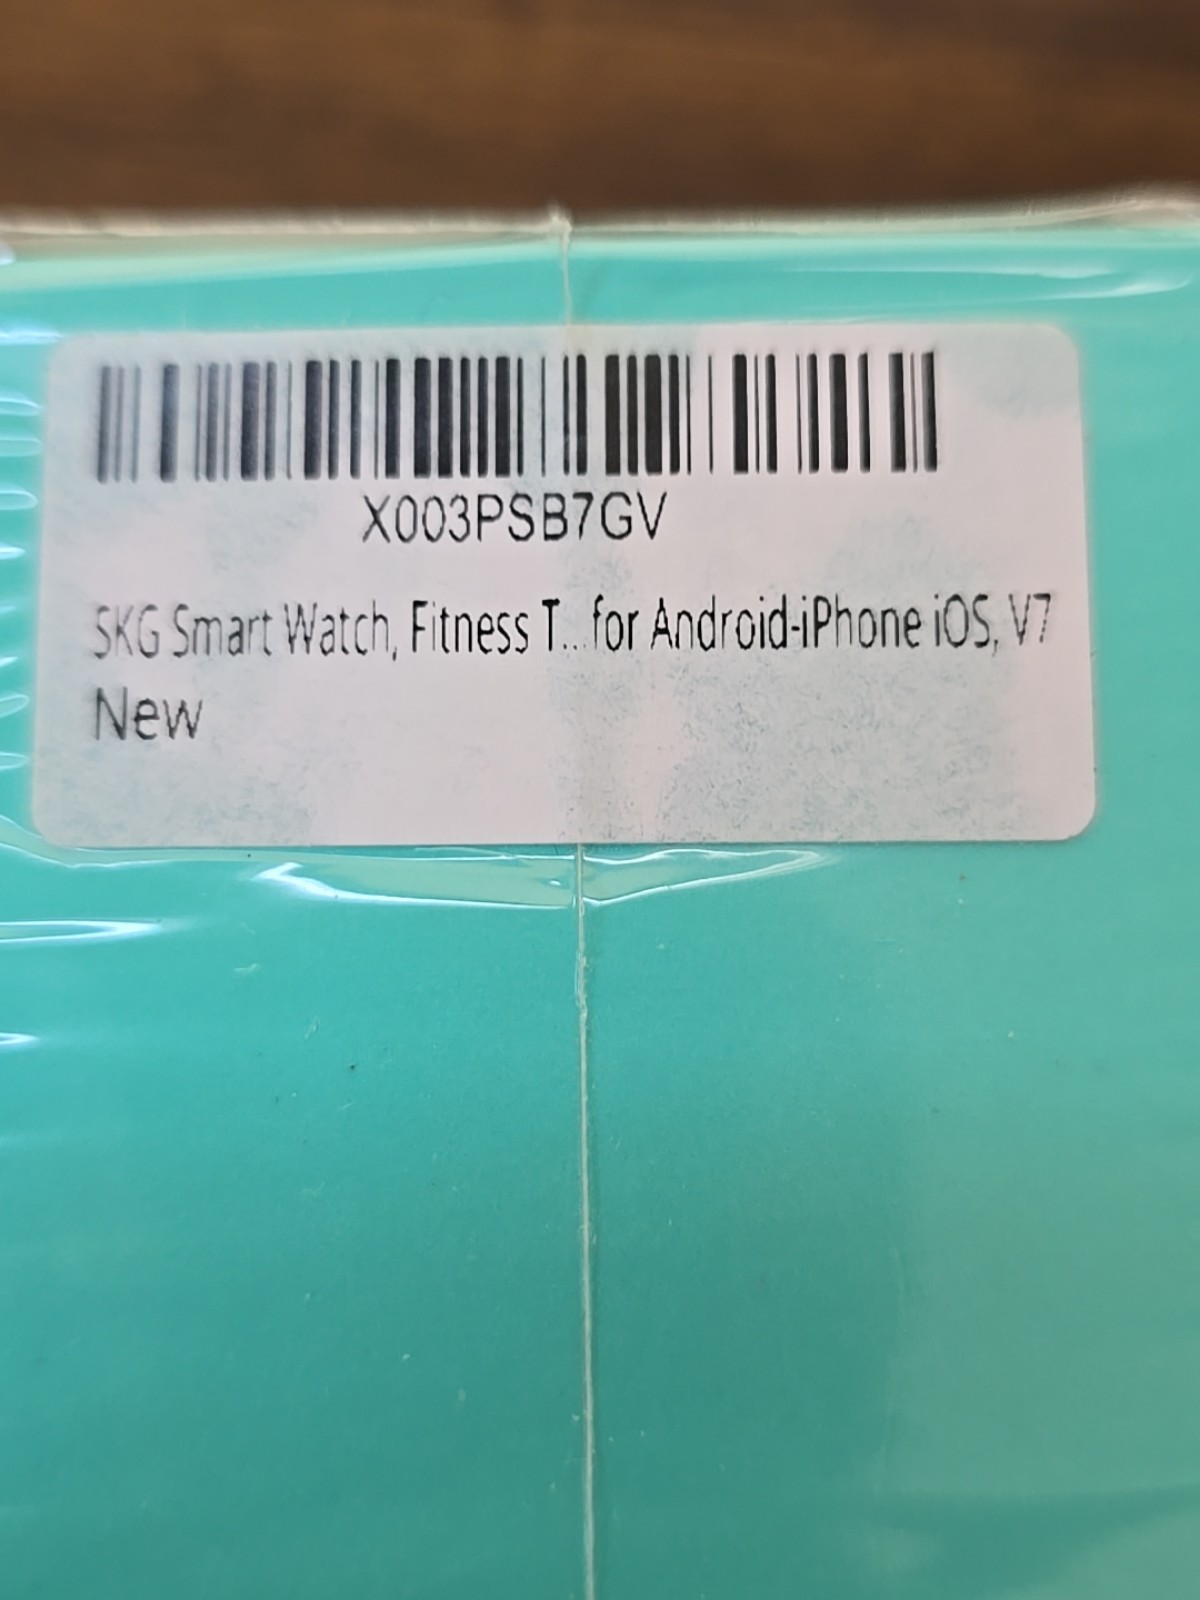 X003PSB7GV
SKG Smart Watch, Fitness T...for Android-iPhone iOS, V7
New